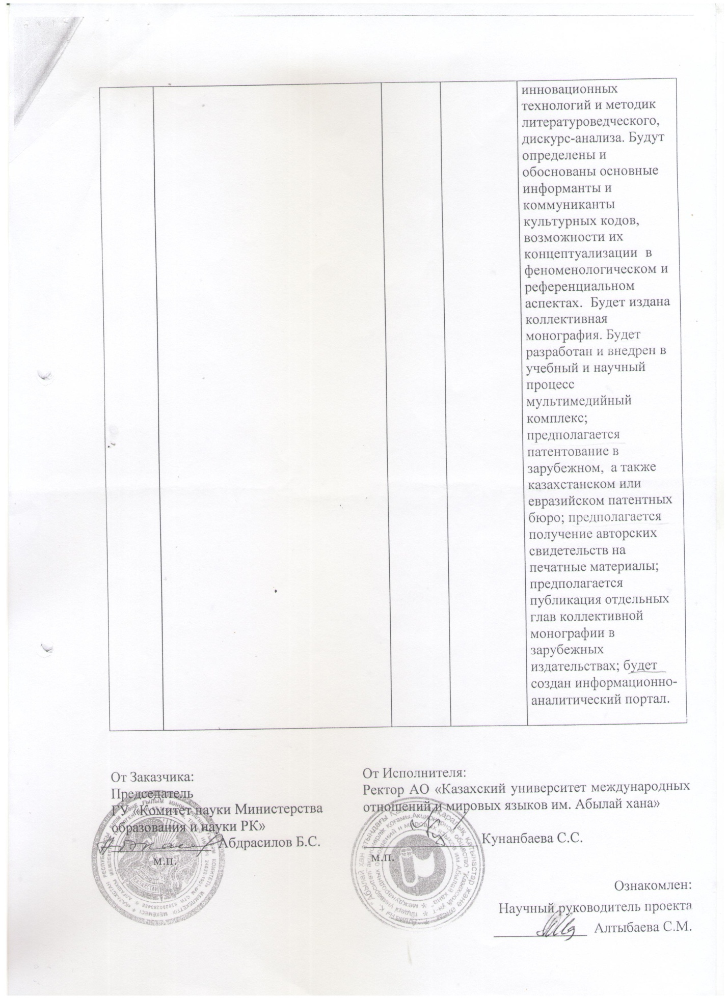 инновационных
технологий и методик
литературоведческого,
дискурс-анализа. Будут
определены и
обоснованы основные
информанты и
коммуниканты
культурных кодов,
возможности их
концептуализации в
феноменологическом и
референциальном
аспектах. Будет издана
коллективная
монография. Будет
разработан и внедрен в
учебный и научный
процесс
мультимедийный
комплекс;
предполагается
патентование в
зарубежном, а также
казахстанском или
евразийском патентных
бюро; предполагается
получение авторских
свидетельств на
печатные материалы;
предполагается
публикация отдельных
глав коллективной
монографии в
зарубежных
издательствах; будет
создан информационно-
аналитический портал.
От Заказчика:
Председатель
ГУ «Комитет науки Министерства
образования и науки РК»
Абдрасилов Б.С.
м.п.
От Исполнителя:
Ректор АО «Казахский университет международных
отношений и мировых языков им. Абылай хана»
Кунанбаева С.С.
м.п.
Ознакомлен:
Научный руководитель проекта
Алтыбаева С.М.
ҚАЗАҚСТАН